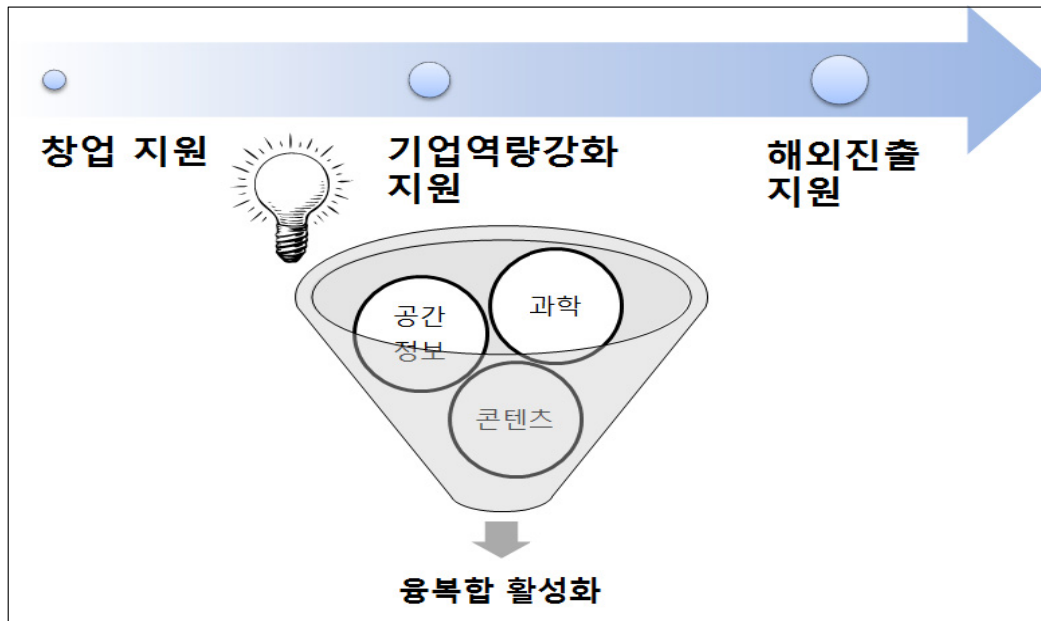 창업 지원
기업역량강화
지원
해외진출
지원
공간
정보
과학
콘텐츠
융복합 활성화